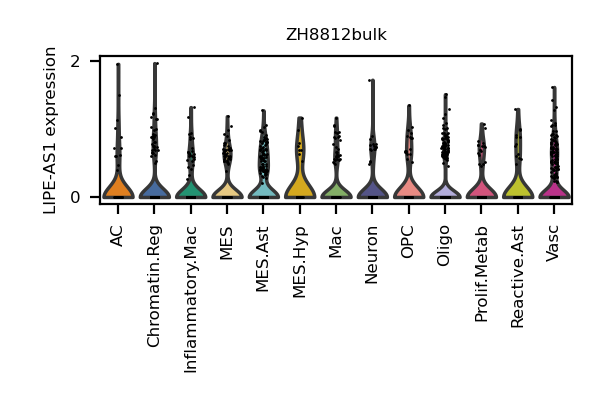 ZH8812bulk
LIPE-AS1 expression
2
0
AC
Chromatin.Reg
Inflammatory.Mac
MES
MES.Ast
MES.Hyp
Mac
Neuron
OPC
Oligo
Prolif.Metab
Reactive.Ast
Vasc